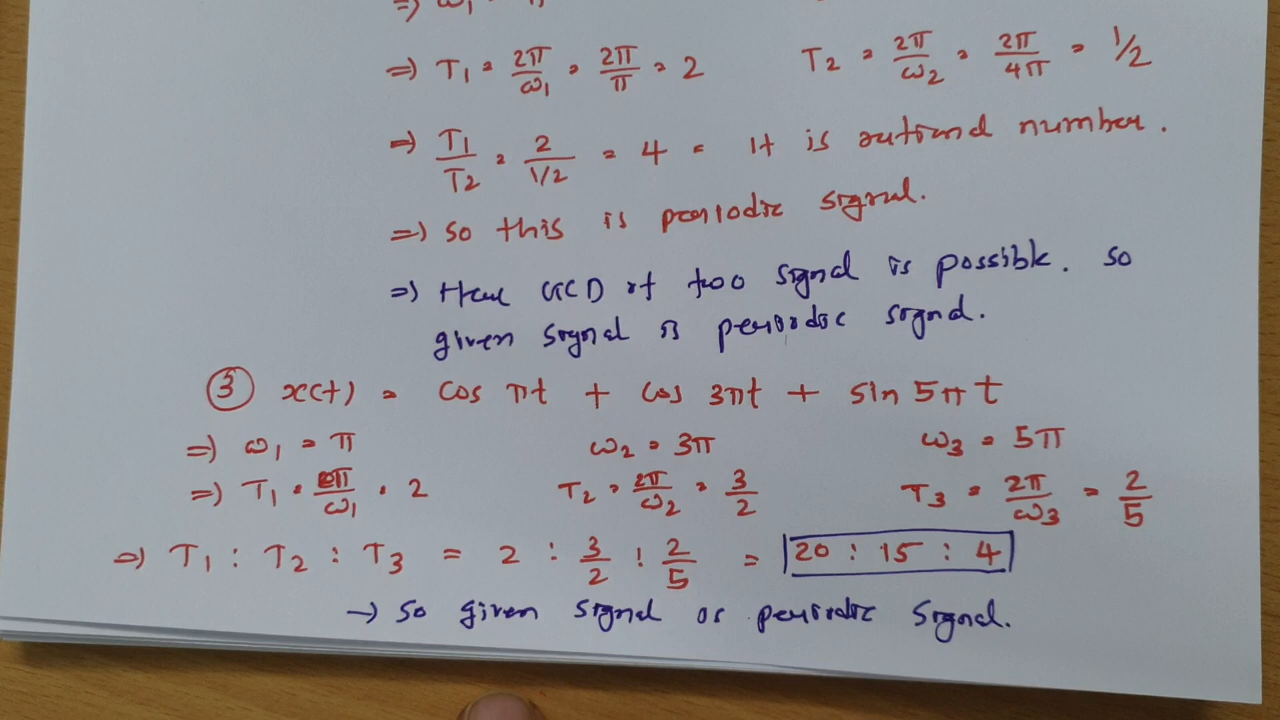 ⇒ ω₁ = π
⇒ T₁ = 2π/ω₁ = 2π/π = 2 T₂ = 2π/ω₂ = 2π/4π = 1/2
⇒ T₁/T₂ = 2/1/2 = 4 = It is rational number.
⇒ So this is periodic signal.
⇒ Here GCD of two signal is possible. so
given signal is periodic signal.
③ x(t) = cos πt + cos 3πt + sin 5πt
⇒ ω₁ = π ω₂ = 3π ω₃ = 5π
⇒ T₁ = 2π/ω₁ = 2 T₂ = 2π/ω₂ = 3/2 T₃ = 2π/ω₃ = 2/5
⇒ T₁ : T₂ : T₃ = 2 : 3/2 : 2/5 = 20 : 15 : 4
→ So given signal is periodic signal.